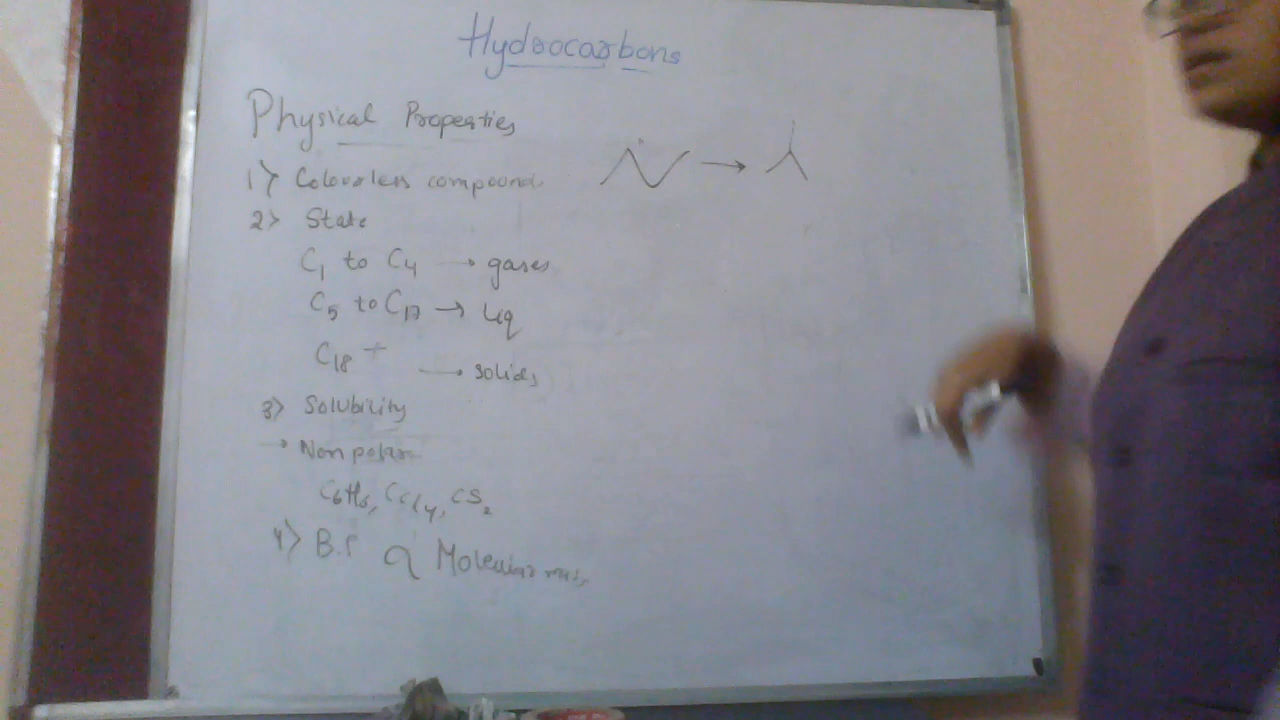 Hydrocarbons
Physical Properties
1) Colourless compounds
2) State
C1 to C4 → gases
C5 to C17 → liq
C18 + → solids
3) Solubility
→ Non polar
C6H6, CCl4, CS2
4) B.P α Molecular mass